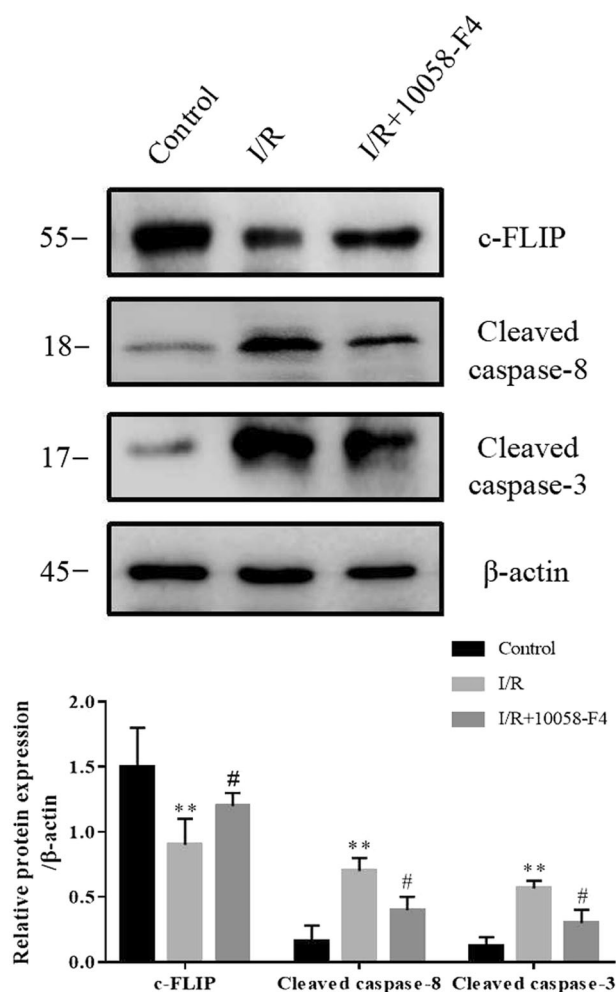 Control
I/R
I/R+10058-F4
55–
c-FLIP
18–
Cleaved
caspase-8
17–
Cleaved
caspase-3
45–
β-actin
Control
I/R
I/R+10058-F4
Relative protein expression
/β-actin
2.0
1.5
1.0
0.5
0.0
**
#
**
#
**
#
c-FLIP
Cleaved caspase-8
Cleaved caspase-3